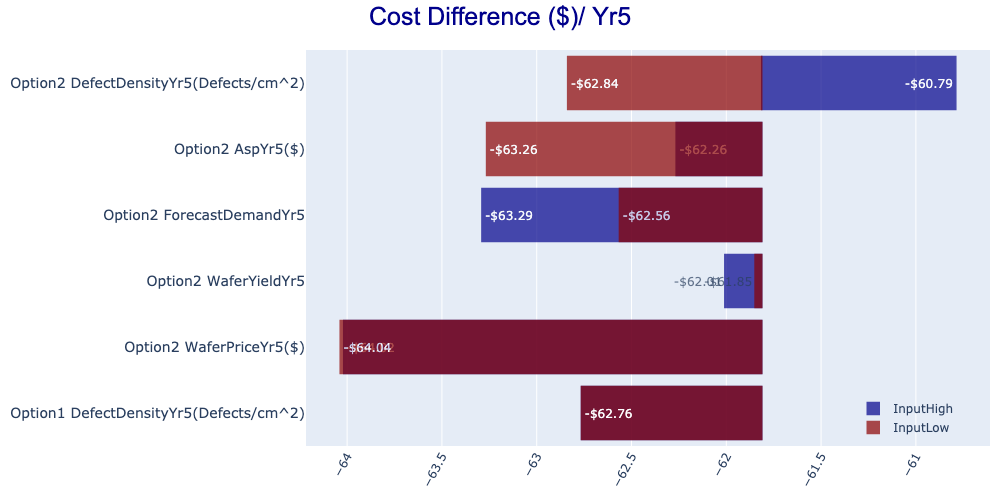 Cost Difference ($)/ Yr5
Option2 DefectDensityYr5(Defects/cm^2)
-$62.84
-$60.79
Option2 AspYr5($)
-$63.26
-$62.26
Option2 ForecastDemandYr5
-$63.29
-$62.56
Option2 WaferYieldYr5
-$62.01
-$61.85
Option2 WaferPriceYr5($)
-$64.04
Option1 DefectDensityYr5(Defects/cm^2)
-$62.76
InputHigh
InputLow
−64
−63.5
−63
−62.5
−62
−61.5
−61